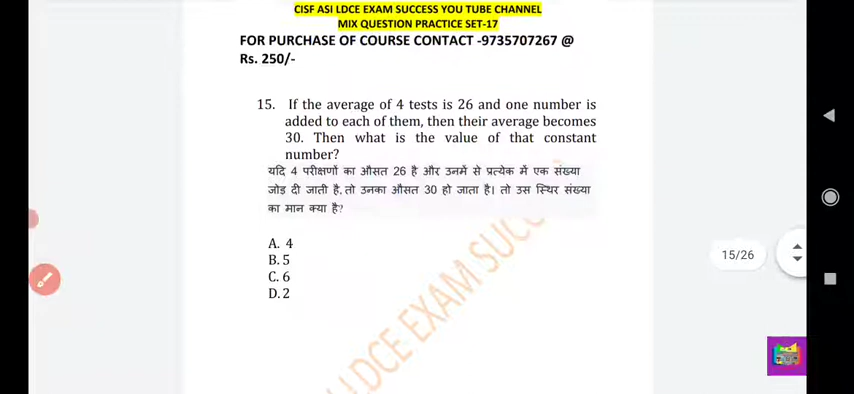 CISF ASI LDCE EXAM SUCCESS YOU TUBE CHANNEL
MIX QUESTION PRACTICE SET-17
FOR PURCHASE OF COURSE CONTACT -9735707267 @
Rs. 250/-
15. If the average of 4 tests is 26 and one number is
added to each of them, then their average becomes
30. Then what is the value of that constant
number?
यदि 4 परीक्षणों का औसत 26 है और उनमें से प्रत्येक में एक संख्या
जोड़ दी जाती है, तो उनका औसत 30 हो जाता है। तो उस स्थिर संख्या
का मान क्या है?
A. 4
B. 5
C. 6
D. 2
15/26
LDCE EXAM SUCC